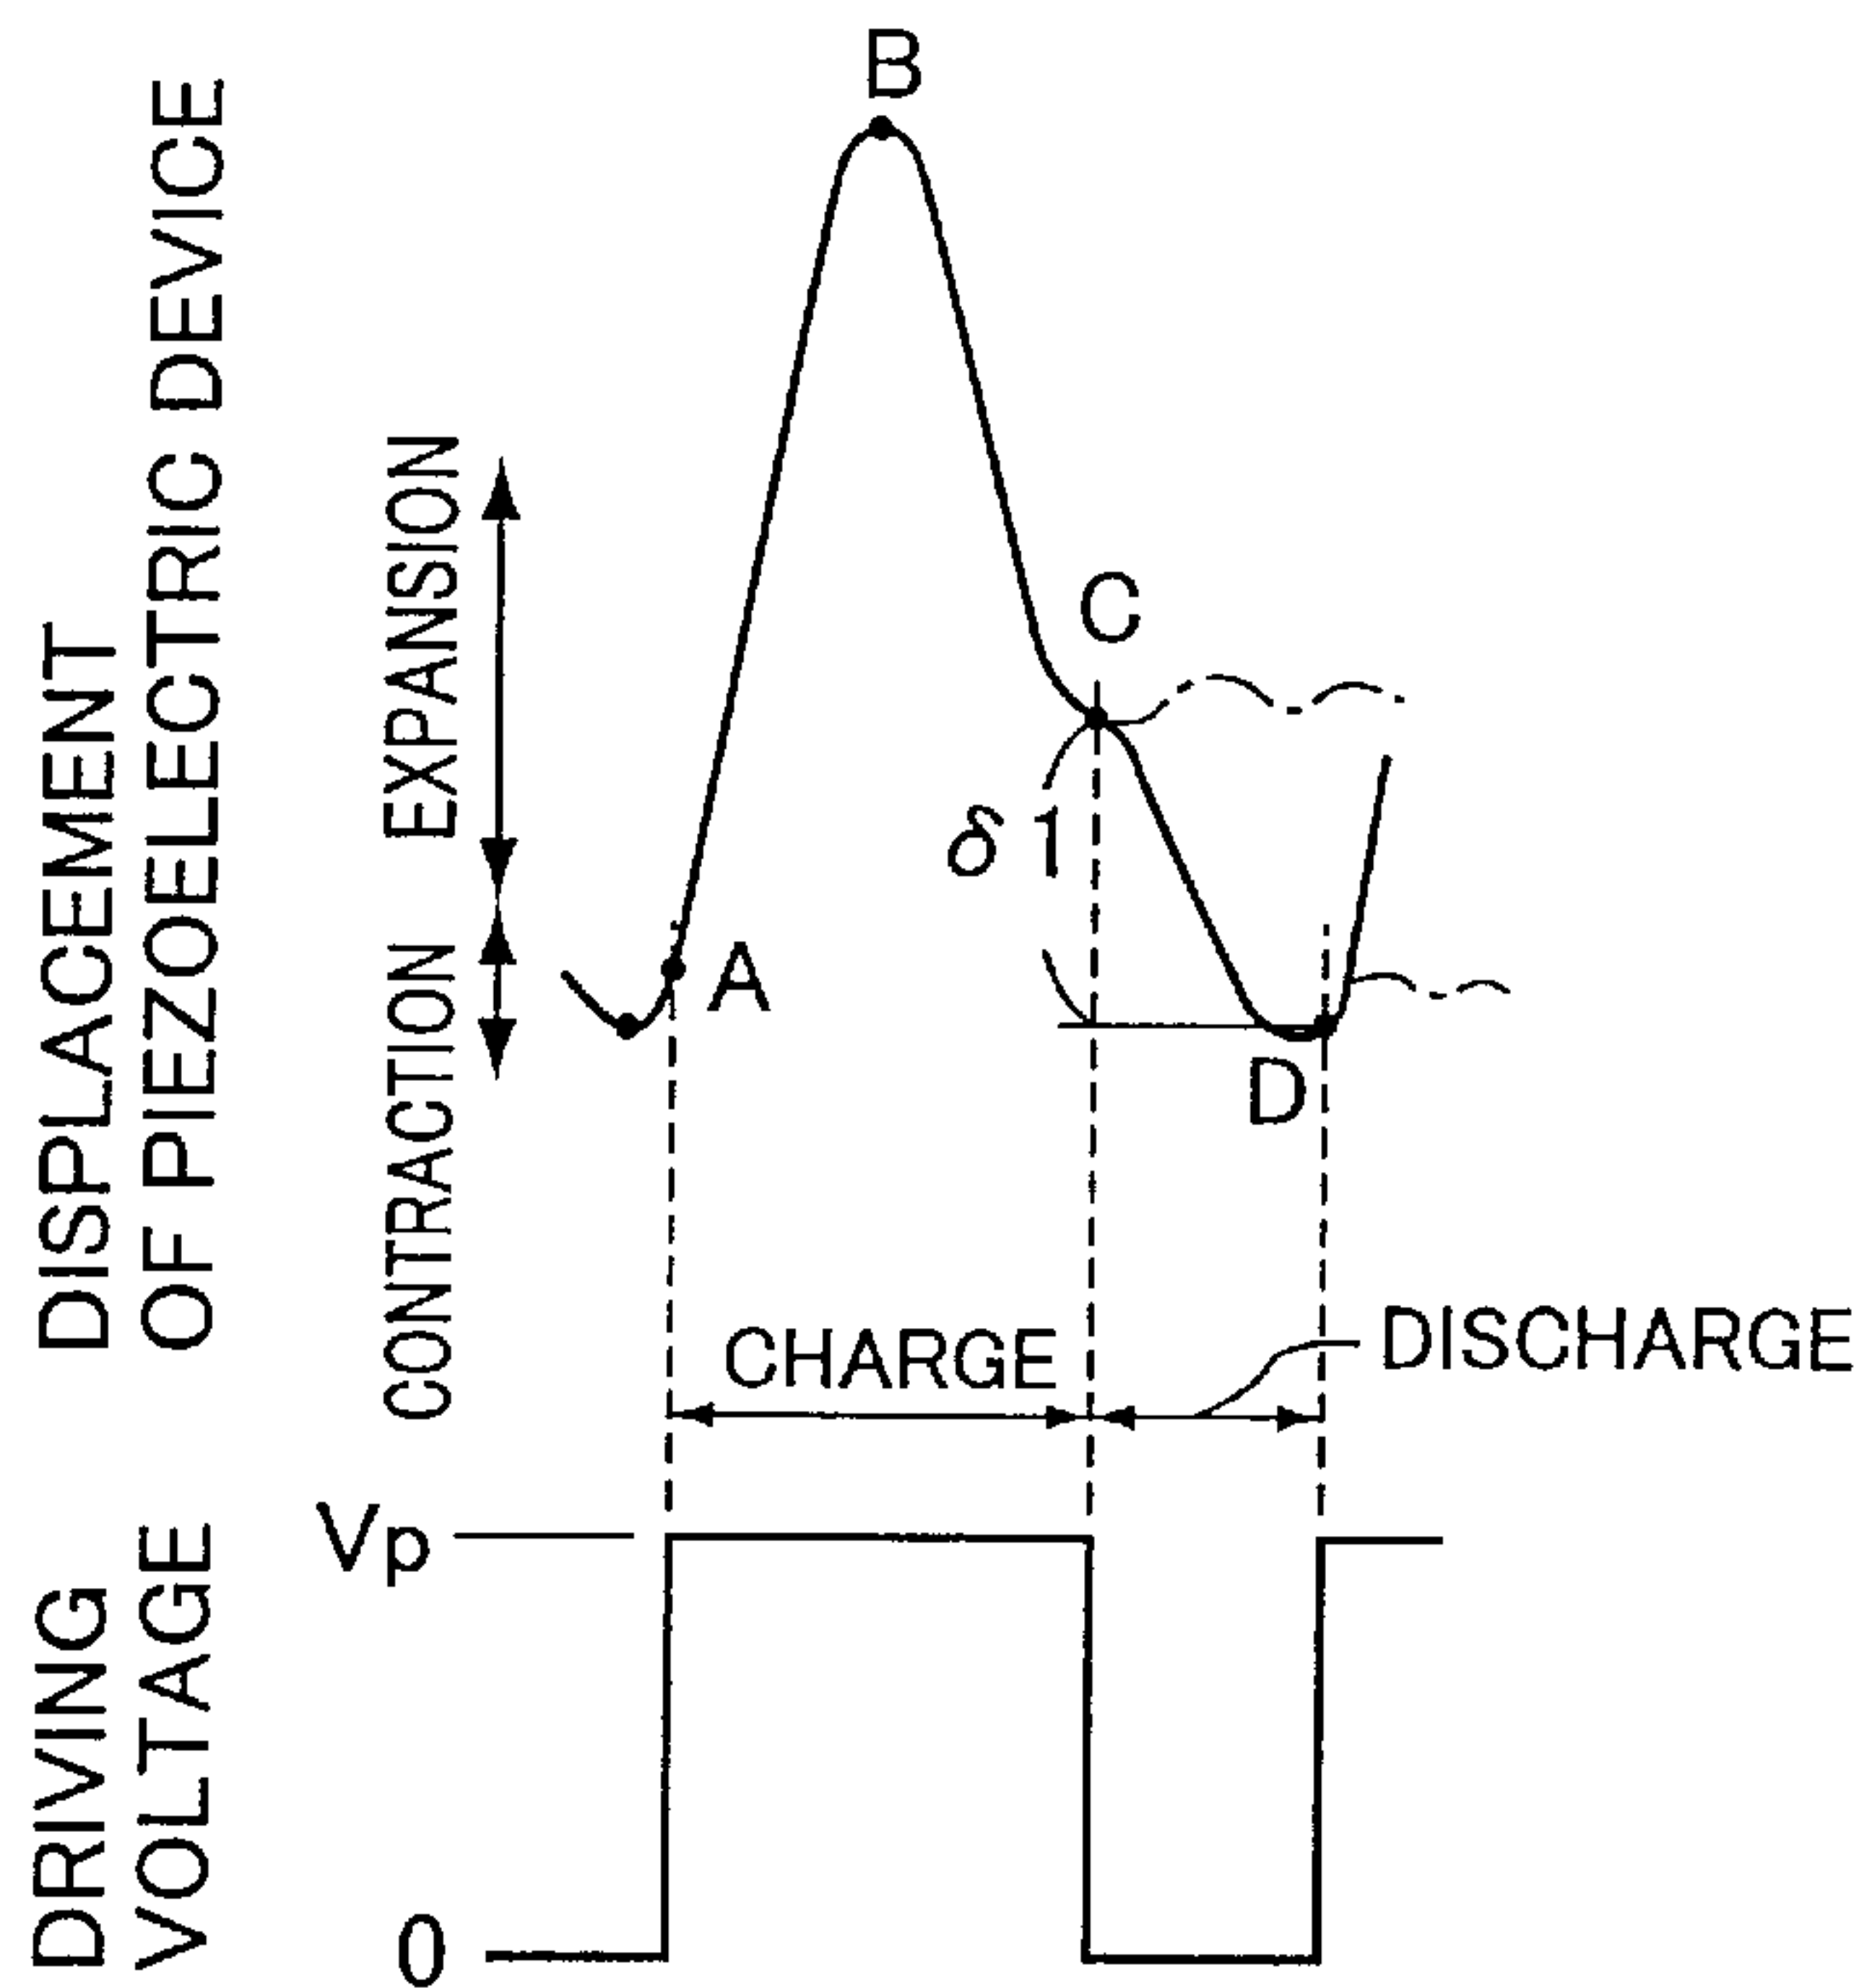 DISPLACEMENT
OF PIEZOELECTRIC DEVICE
EXPANSION
CONTRACTION
B
C
δ1
A
D
CHARGE
DISCHARGE
DRIVING
VOLTAGE
Vp
0